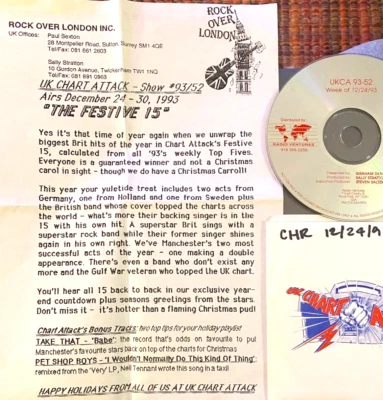 ROCK OVER LONDON INC.
UK Offices: Paul Sexton
28 Montpelier Road, Sutton, Surrey SM1 4QE
Tel/Fax: 081 661 2603
Sally Stratton
10 Gordon Avenue, Twickenham TW1 1NQ
Tel/Fax: 081 891 0963
ROCK
OVER
LONDON
UK CHART ATTACK - Show #93/52
Airs December 24 - 30, 1993
"THE FESTIVE 15"
Yes it's that time of year again when we unwrap the
biggest Brit hits of the year in Chart Attack's Festive
15, calculated from all '93's weekly Top Fives.
Everyone is a guaranteed winner and not a Christmas
carol in sight - though we do have a Christmas Carroll!
This year your yuletide treat includes two acts from
Germany, one from Holland and one from Sweden plus
the British band whose cover topped the charts across
the world - what's more their backing singer is in the
15 with his own hit. A superstar Brit sings with a
superstar rock band while their former singer shines
again in his own right. We've Manchester's two most
successful acts of the year - one making a double
appearance. There's even a band who don't exist any
more and the Gulf War veteran who topped the UK chart.
You'll hear all 15 back to back in our exclusive year-
end countdown plus seasons greetings from the stars.
Don't miss it - it's hotter than a flaming Christmas pud!
Chart Attack's Bonus Tracks: two top tips for your holiday playlist
TAKE THAT - 'Babe': the record that's odds on favourite to put
Manchester's favourite stars back on top of the charts for Christmas
PET SHOP BOYS - 'I Wouldn't Normally Do This Kind Of Thing':
remixed from the 'Very' LP, Neil Tennant wrote this song in a taxi!
HAPPY HOLIDAYS FROM ALL OF US AT UK CHART ATTACK
UKCA 93-52
Week of 12/24/93
Distributed by
RADIO VENTURES
CHR 12/24/9
UK CHART